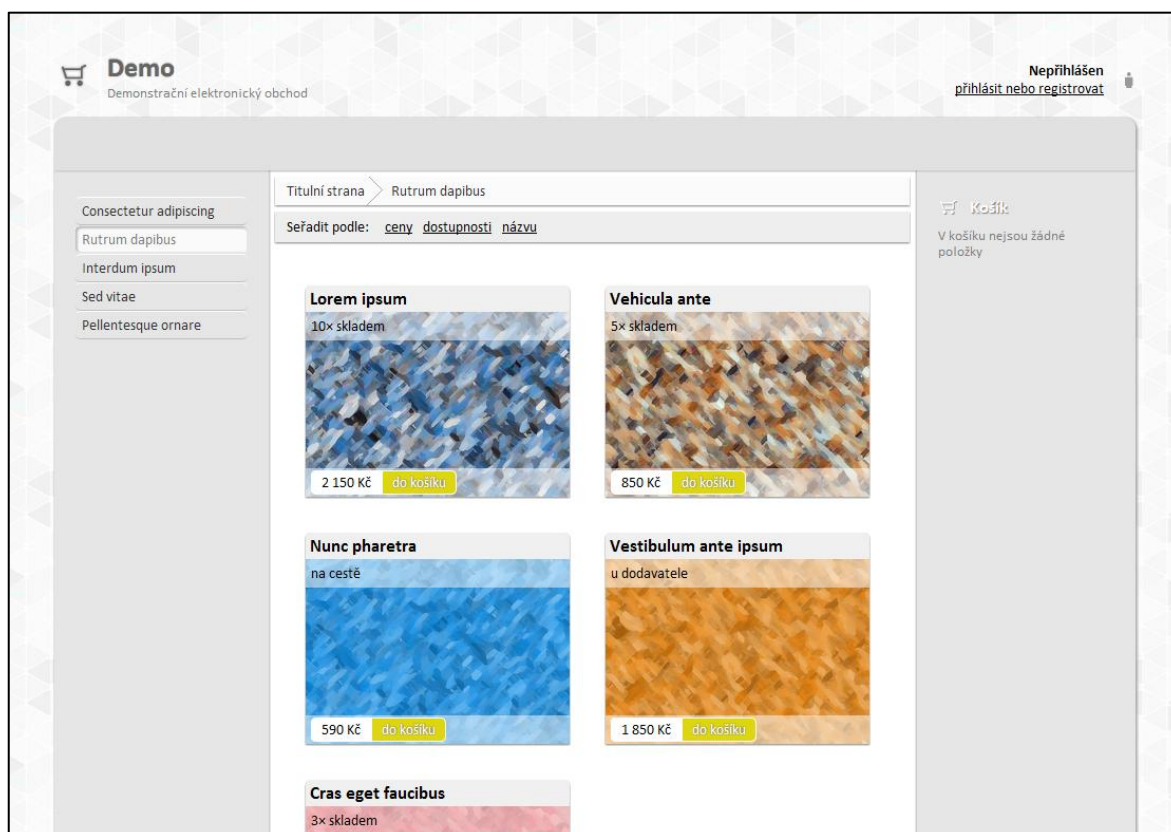 Demo
Demonstrační elektronický obchod
Nepřihlášen
přihlásit nebo registrovat
Consectetur adipiscing
Rutrum dapibus
Interdum ipsum
Sed vitae
Pellentesque ornare
Titulní strana Rutrum dapibus
Seřadit podle: ceny dostupnosti názvu
Lorem ipsum
10× skladem
2 150 Kč do košíku
Vehicula ante
5× skladem
850 Kč do košíku
Nunc pharetra
na cestě
590 Kč do košíku
Vestibulum ante ipsum
u dodavatele
1 850 Kč do košíku
Cras eget faucibus
3× skladem
Košík
V košíku nejsou žádné
položky